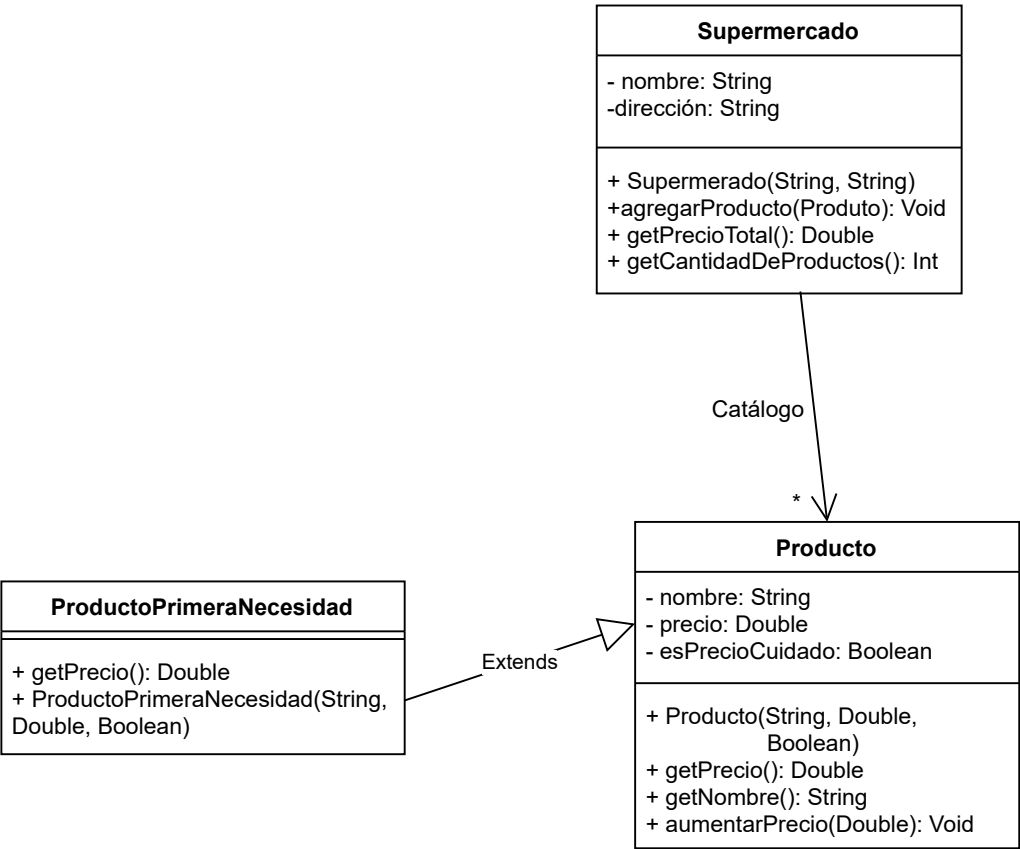 Supermercado
- nombre: String
-dirección: String
+ Supermerado(String, String)
+agregarProducto(Produto): Void
+ getPrecioTotal(): Double
+ getCantidadDeProductos(): Int
Catálogo
*
Producto
- nombre: String
- precio: Double
- esPrecioCuidado: Boolean
+ Producto(String, Double,
Boolean)
+ getPrecio(): Double
+ getNombre(): String
+ aumentarPrecio(Double): Void
Extends
ProductoPrimeraNecesidad
+ getPrecio(): Double
+ ProductoPrimeraNecesidad(String,
Double, Boolean)